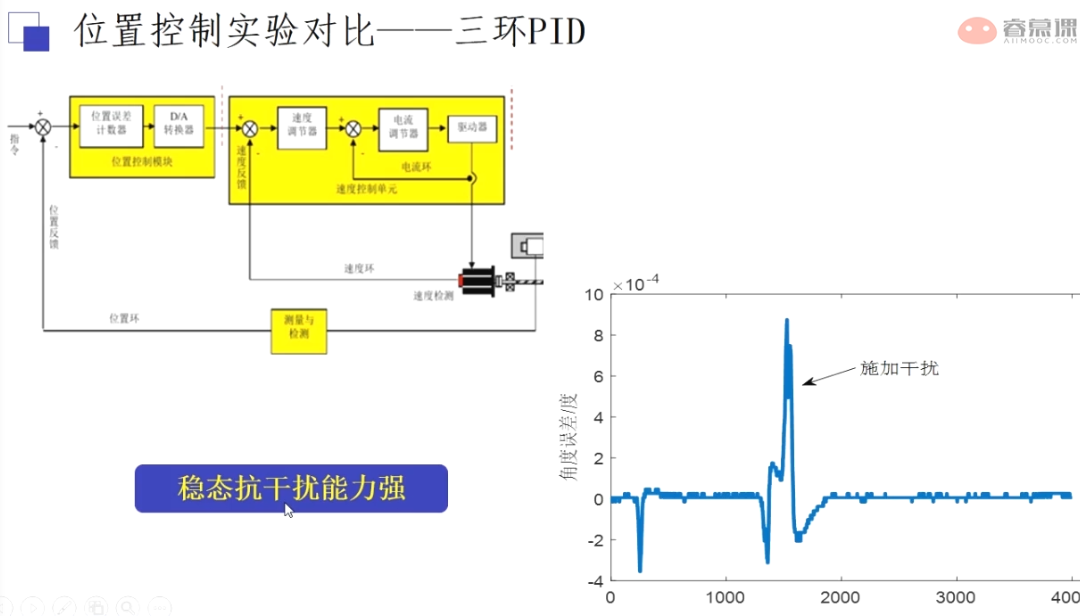 位置控制实验对比——三环PID
睿慕课
AIIMOOC.COM
指令
+
-
位置误差
计数器
D/A
转换器
位置控制模块
+
-
速度
调节器
+
-
电流
调节器
驱动器
速度反馈
电流环
速度控制单元
位置反馈
速度环
速度检测
位置环
测量与
检测
稳态抗干扰能力强
×10-4
10
8
6
4
2
0
-2
-4
角度误差/度
施加干扰
0
1000
2000
3000
400